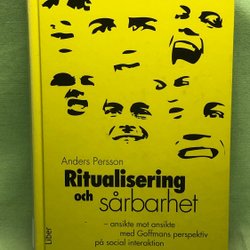 Anders Persson
Ritualisering
och
sårbarhet
– ansikte mot ansikte
med Goffmans perspektiv
på social interaktion
Liber